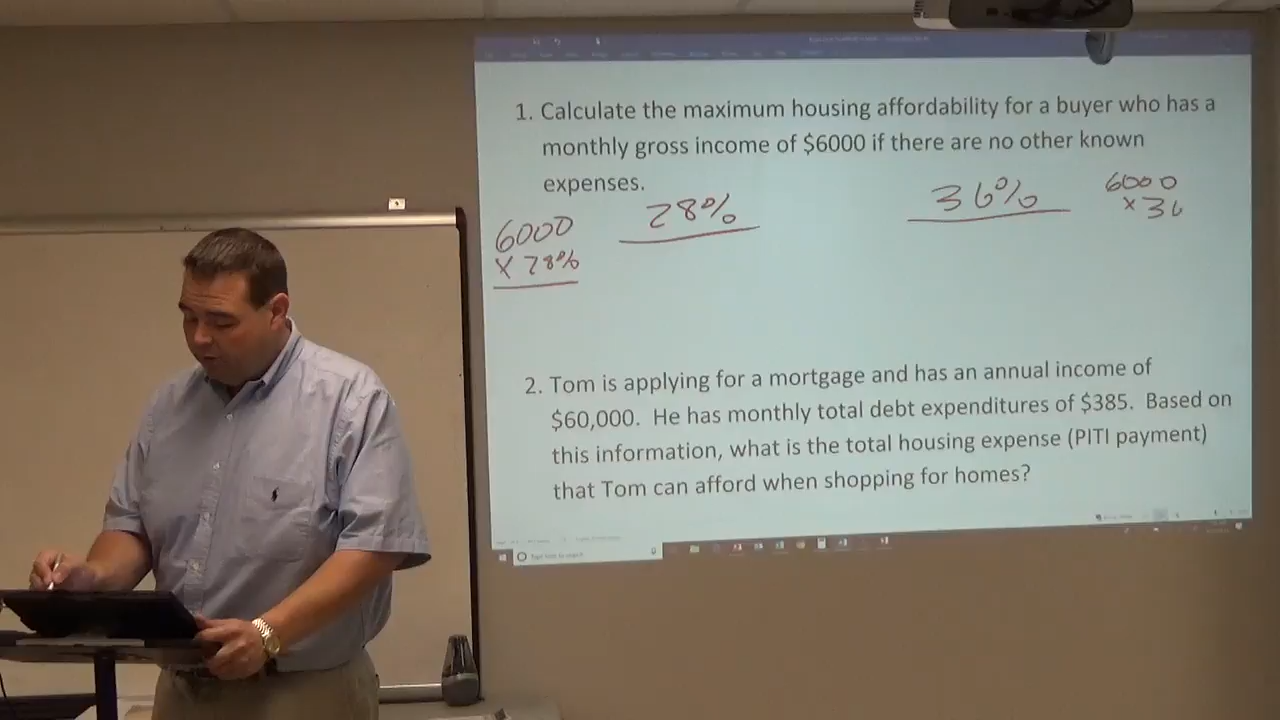 1. Calculate the maximum housing affordability for a buyer who has a
monthly gross income of $6000 if there are no other known
expenses.
28%
36%
6000
x 36
6000
x 28%
2. Tom is applying for a mortgage and has an annual income of
$60,000. He has monthly total debt expenditures of $385. Based on
this information, what is the total housing expense (PITI payment)
that Tom can afford when shopping for homes?